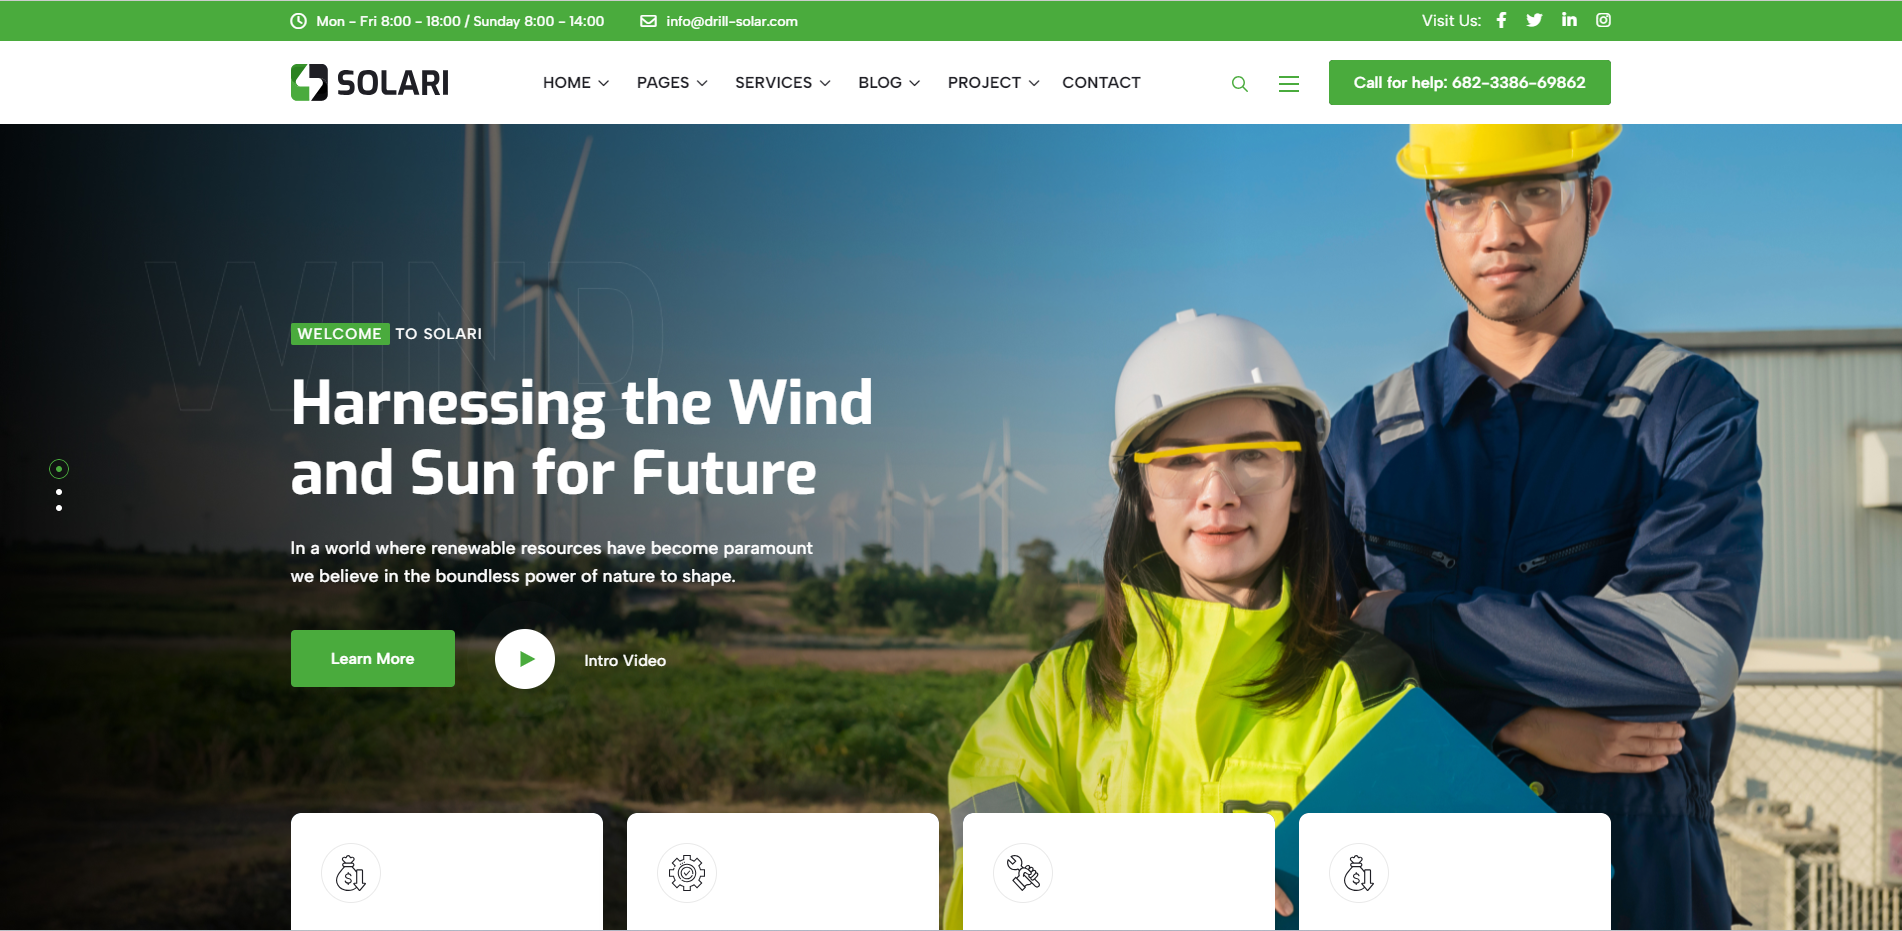 Mon - Fri 8:00 - 18:00 / Sunday 8:00 - 14:00
info@drill-solar.com
Visit Us:
SOLARI
HOME
PAGES
SERVICES
BLOG
PROJECT
CONTACT
Call for help: 682-3386-69862
WIND
WELCOME TO SOLARI
Harnessing the Wind
and Sun for Future
In a world where renewable resources have become paramount
we believe in the boundless power of nature to shape.
Learn More
Intro Video